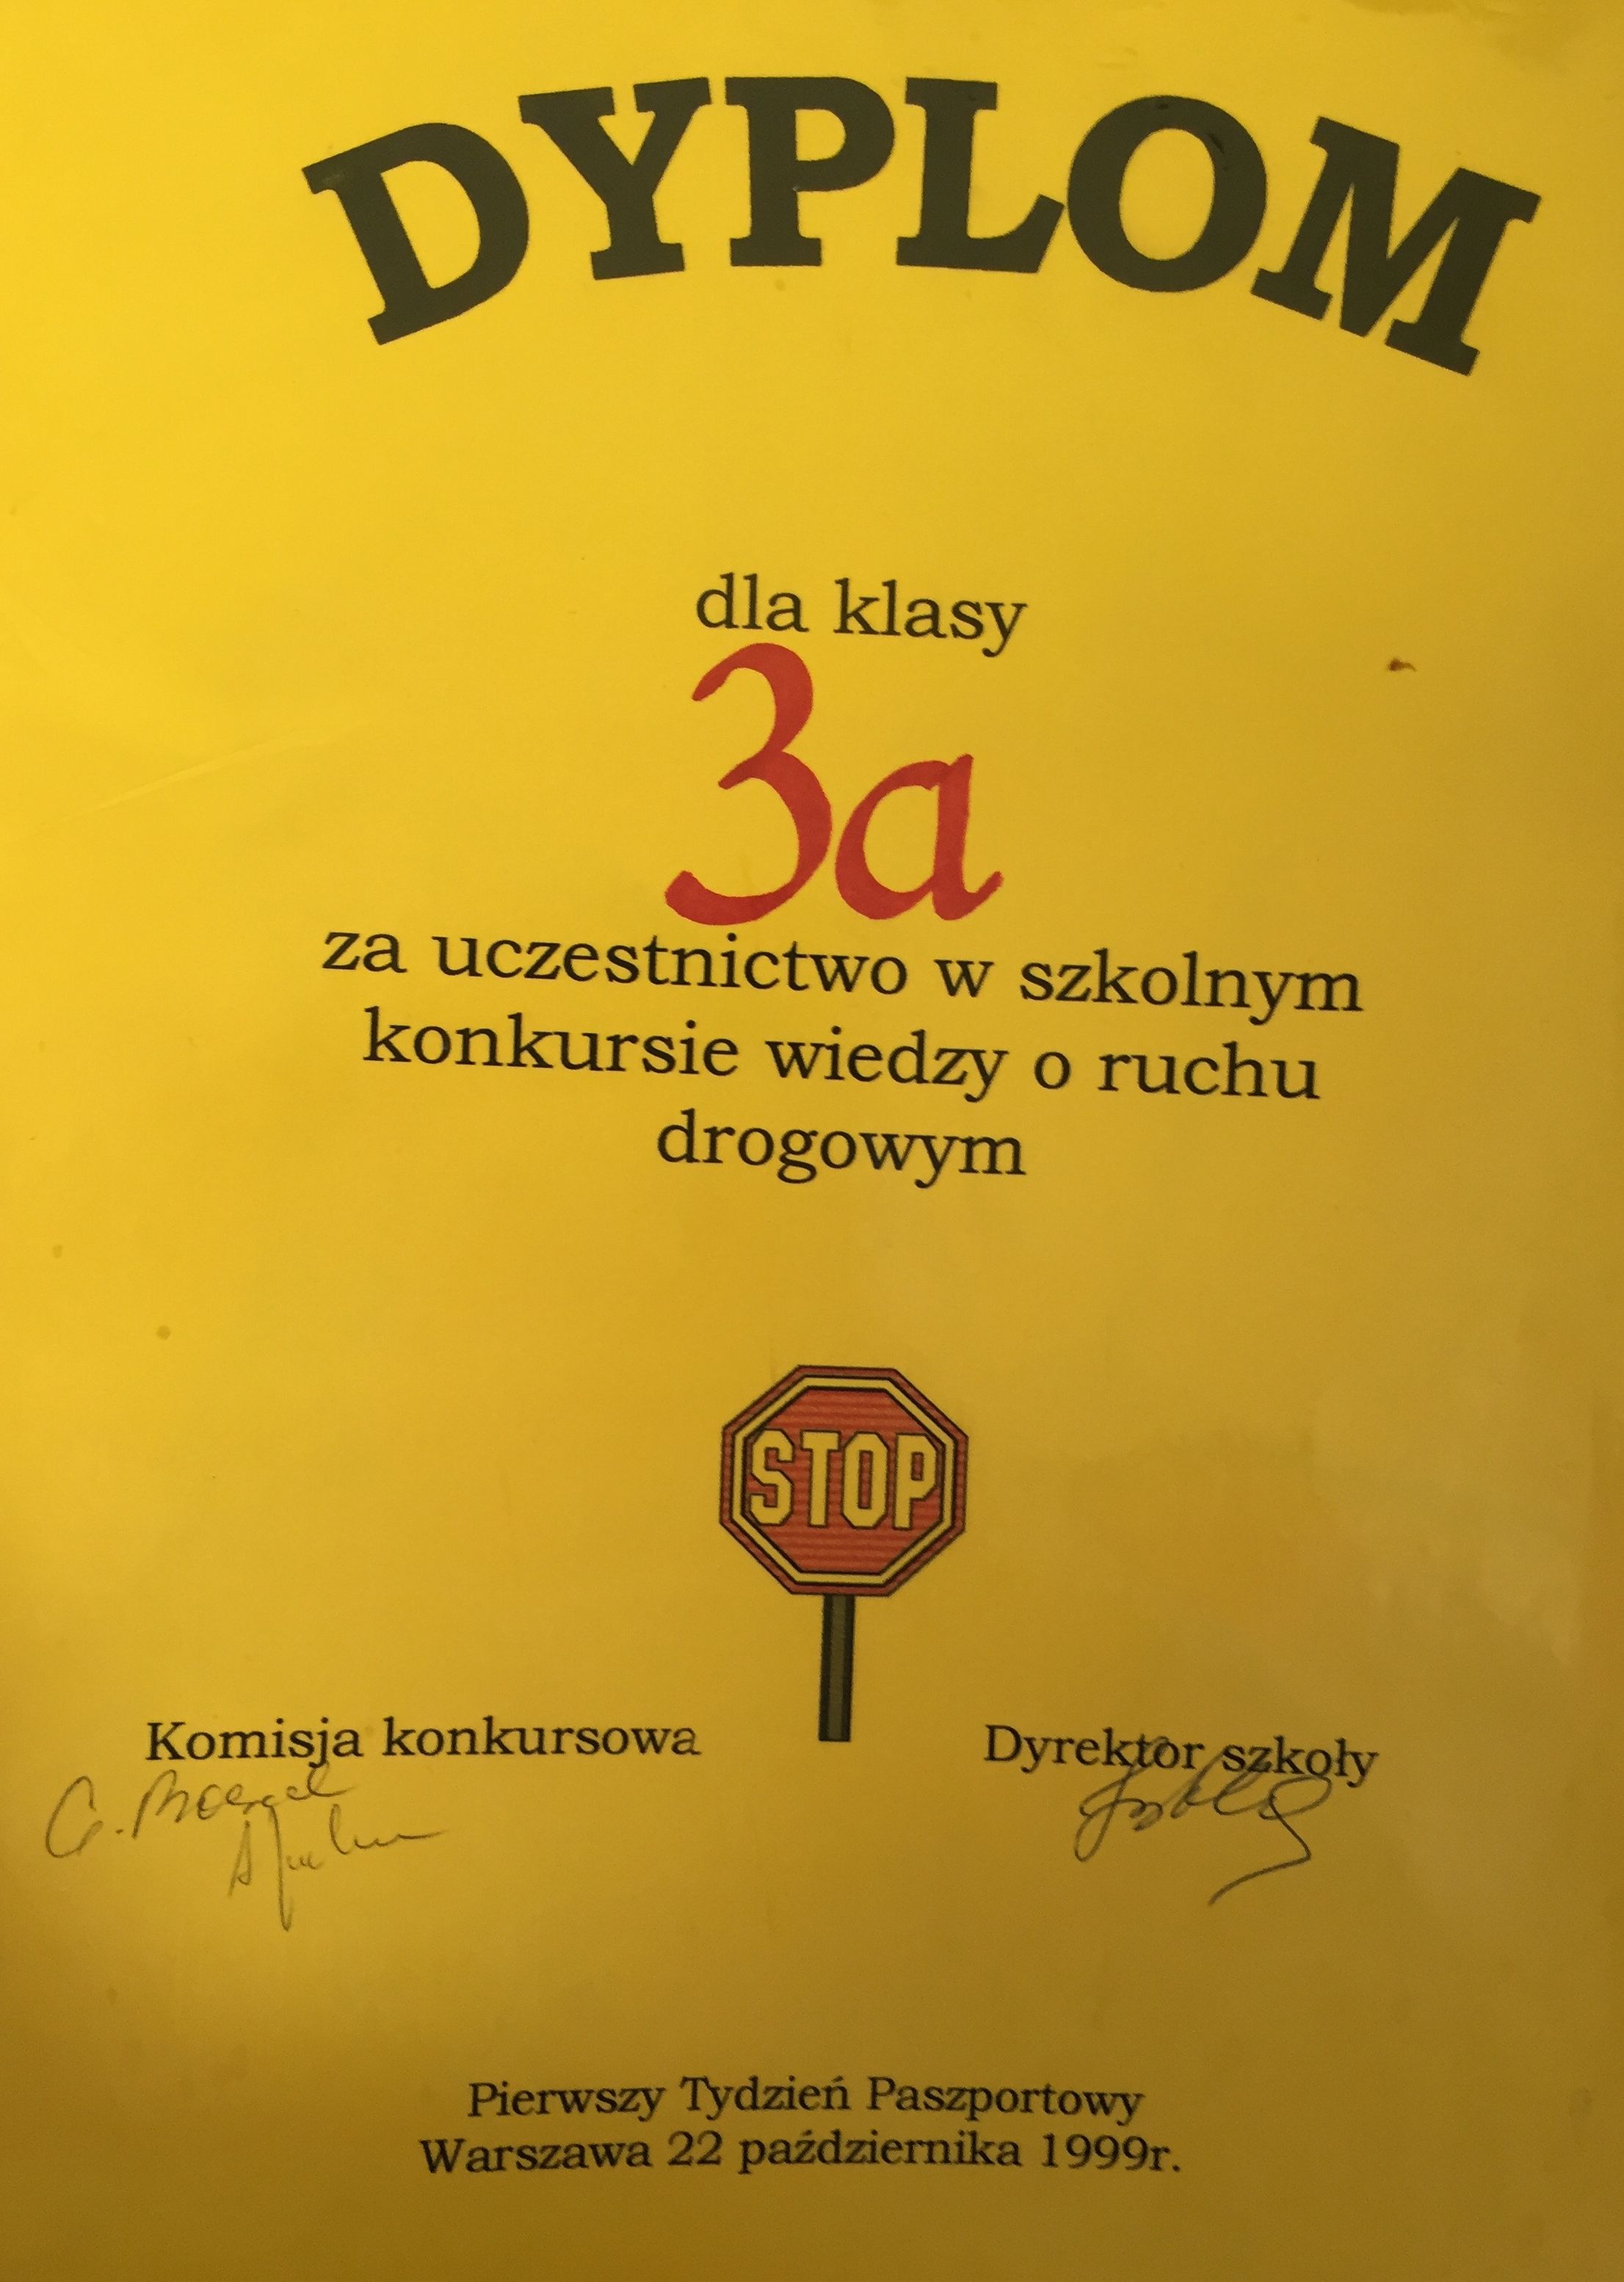 DYPLOM
dla klasy
3a
za uczestnictwo w szkolnym
konkursie wiedzy o ruchu
drogowym
STOP
Komisja konkursowa
Dyrektor szkoły
G.
Pierwszy Tydzień Paszportowy
Warszawa 22 października 1999r.